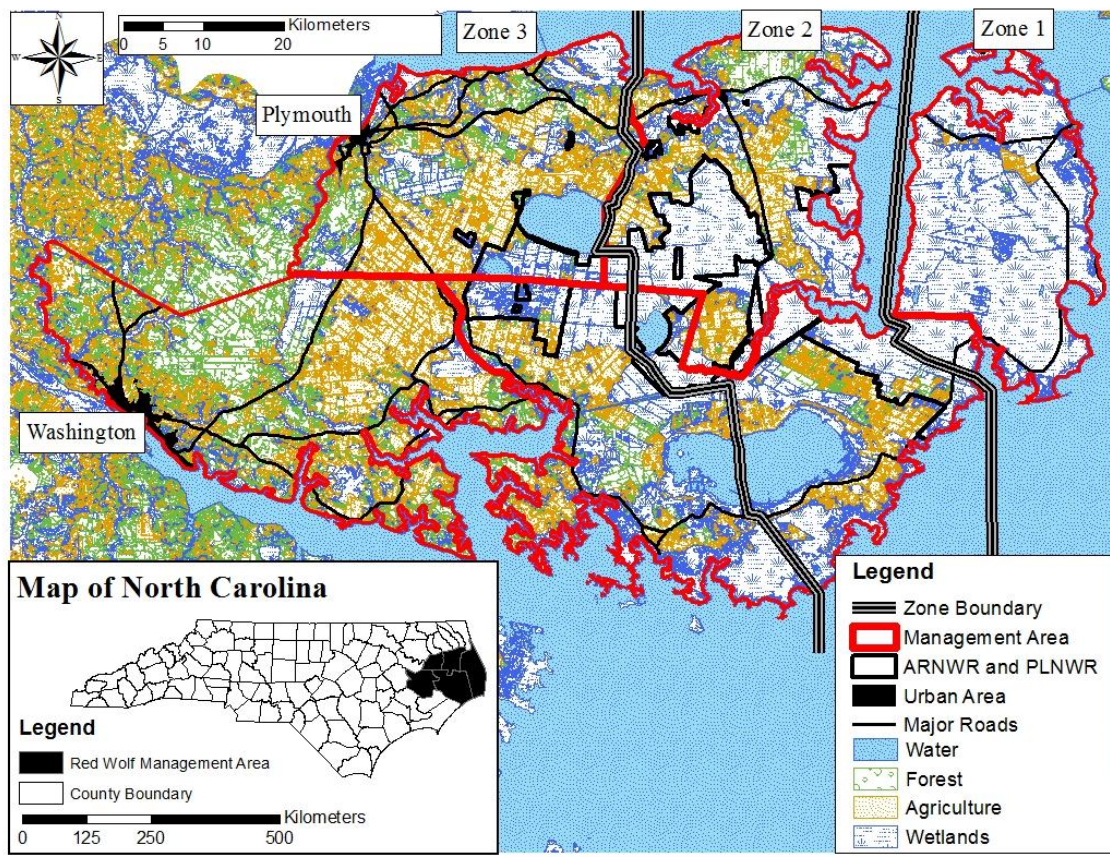 N
W
E
S
Kilometers
0 5 10 20
Zone 3
Zone 2
Zone 1
Plymouth
Washington
Map of North Carolina
Legend
Red Wolf Management Area
County Boundary
Kilometers
0 125 250 500
Legend
Zone Boundary
Management Area
ARNWR and PLNWR
Urban Area
Major Roads
Water
Forest
Agriculture
Wetlands